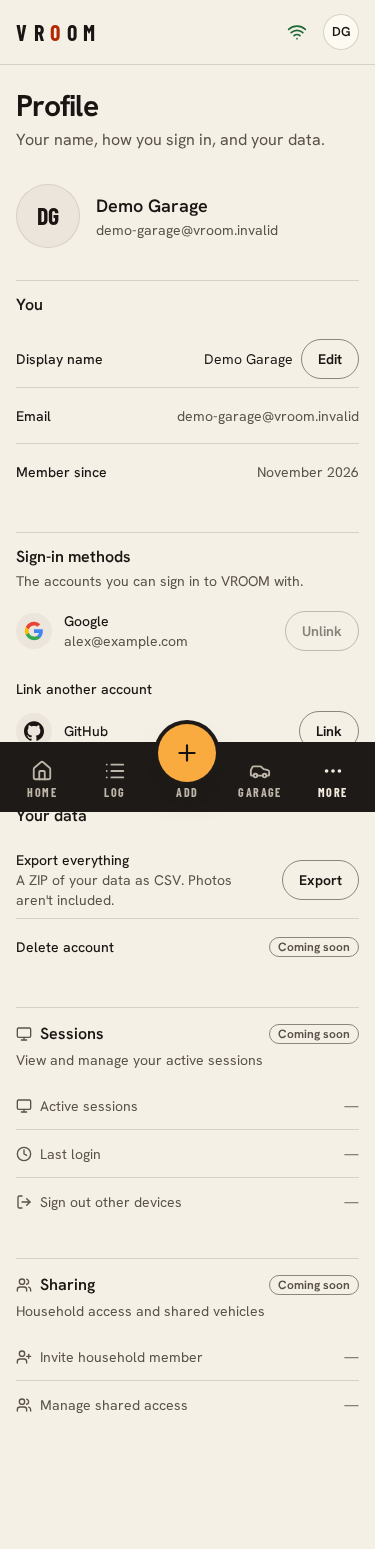 VROOM
DG
Profile
Your name, how you sign in, and your data.
DG
Demo Garage
demo-garage@vroom.invalid
You
Display name
Demo Garage
Edit
Email
demo-garage@vroom.invalid
Member since
November 2026
Sign-in methods
The accounts you can sign in to VROOM with.
Google
alex@example.com
Unlink
Link another account
GitHub
Link
HOME
LOG
ADD
GARAGE
MORE
Your data
Export everything
A ZIP of your data as CSV. Photos
aren't included.
Export
Delete account
Coming soon
Sessions
Coming soon
View and manage your active sessions
Active sessions
—
Last login
—
Sign out other devices
—
Sharing
Coming soon
Household access and shared vehicles
Invite household member
—
Manage shared access
—